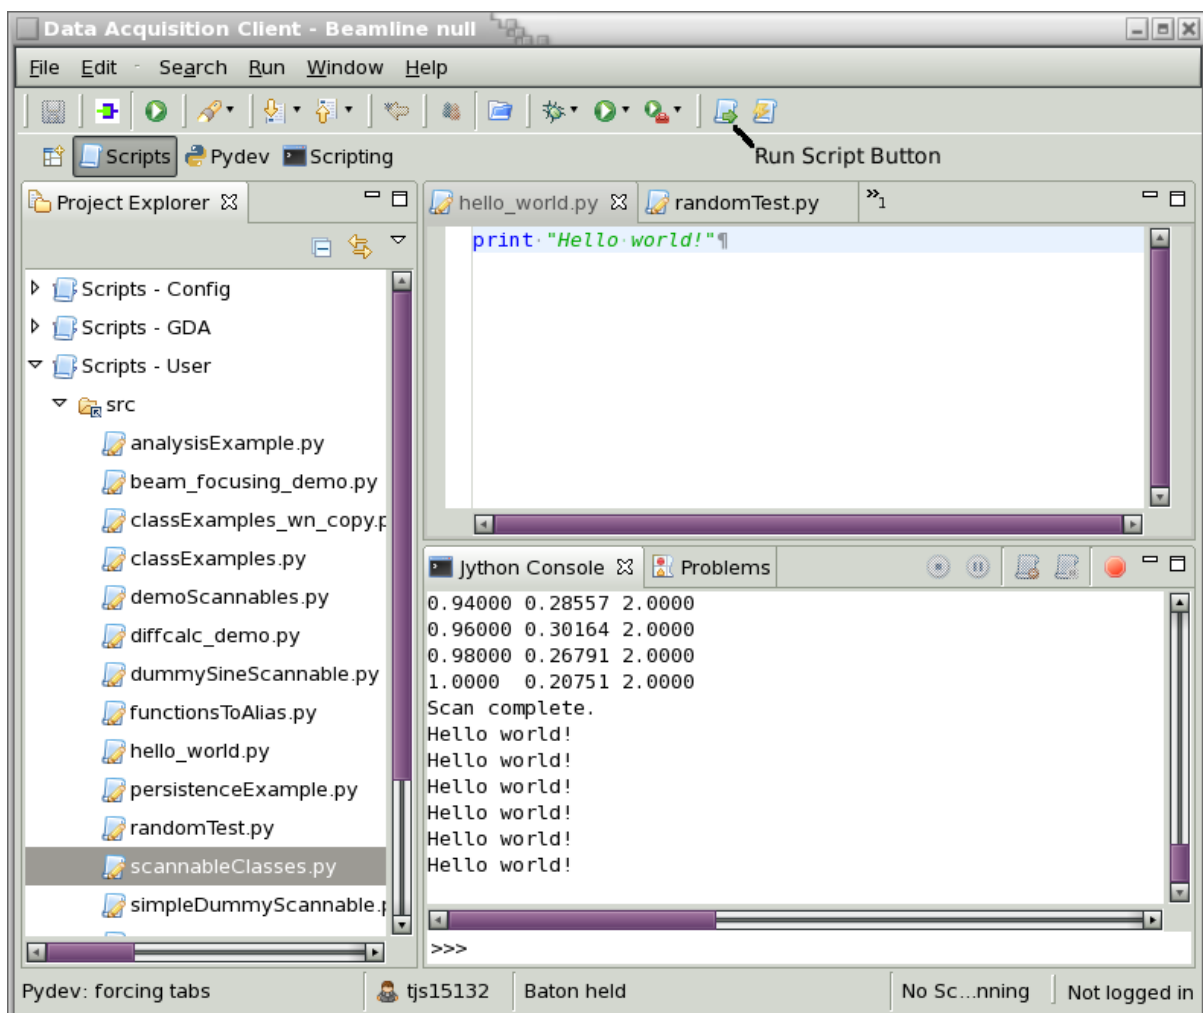 Data Acquisition Client - Beamline null
File Edit Search Run Window Help
Run Script Button
Scripts Pydev Scripting
Project Explorer
hello_world.py randomTest.py »1
print·"Hello·world!"¶
Scripts - Config
Scripts - GDA
Scripts - User
src
analysisExample.py
beam_focusing_demo.py
classExamples_wn_copy.p
classExamples.py
demoScannables.py
diffcalc_demo.py
dummySineScannable.py
functionsToAlias.py
hello_world.py
persistenceExample.py
randomTest.py
scannableClasses.py
simpleDummyScannable.p
Jython Console Problems
0.94000 0.28557 2.0000
0.96000 0.30164 2.0000
0.98000 0.26791 2.0000
1.0000 0.20751 2.0000
Scan complete.
Hello world!
Hello world!
Hello world!
Hello world!
Hello world!
Hello world!
>>>
Pydev: forcing tabs tjs15132 Baton held No Sc...nning Not logged in